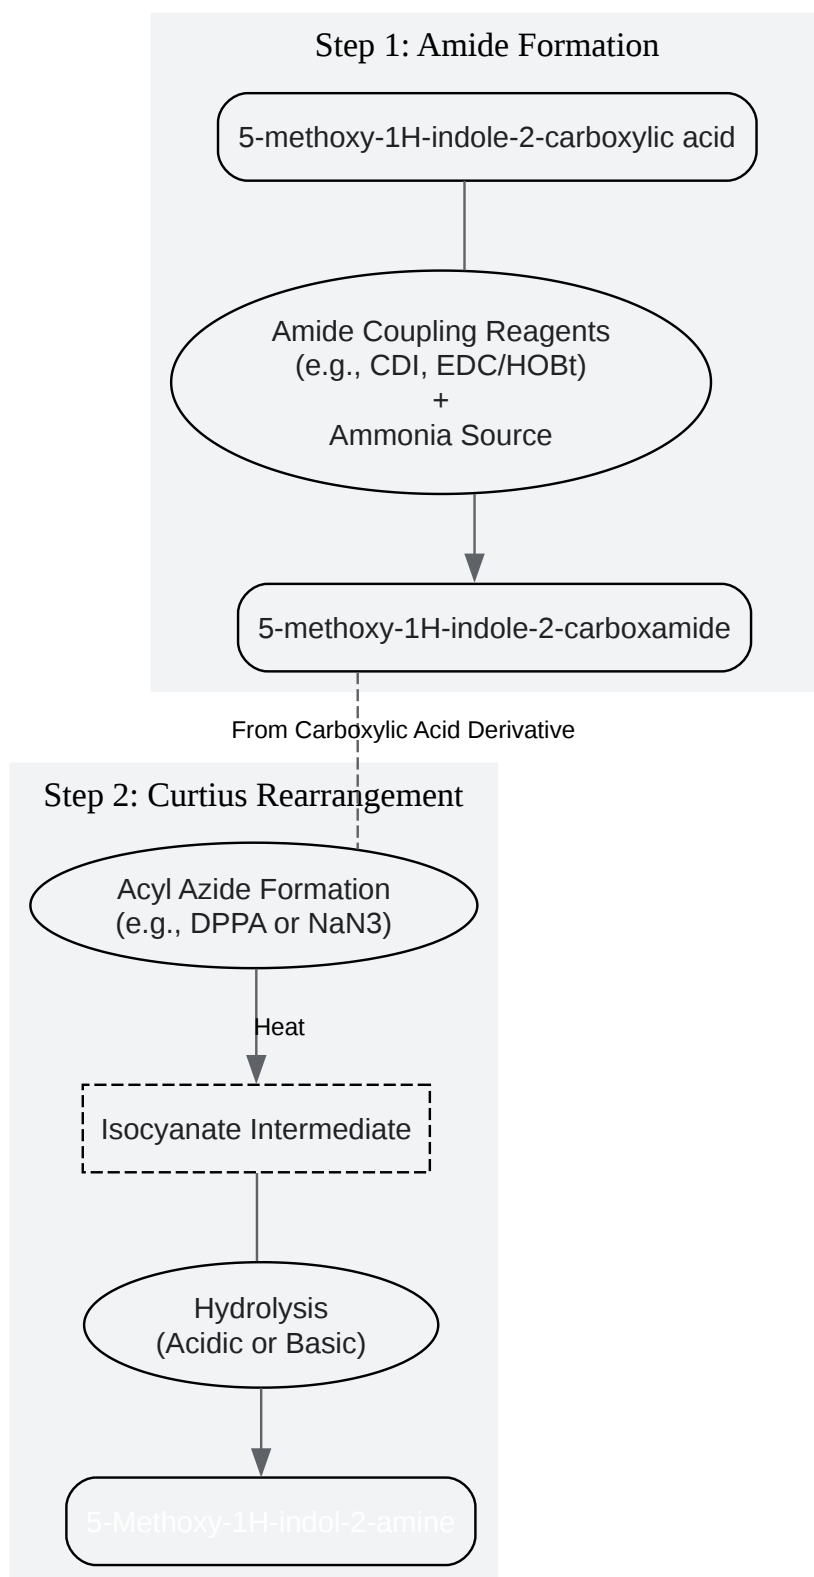 Step 1: Amide Formation
5-methoxy-1H-indole-2-carboxylic acid
Amide Coupling Reagents
(e.g., CDI, EDC/HOBt)
+
Ammonia Source
5-methoxy-1H-indole-2-carboxamide
From Carboxylic Acid Derivative
Step 2: Curtius Rearrangement
Acyl Azide Formation
(e.g., DPPA or NaN3)
Heat
Isocyanate Intermediate
Hydrolysis
(Acidic or Basic)
5-Methoxy-1H-indol-2-amine